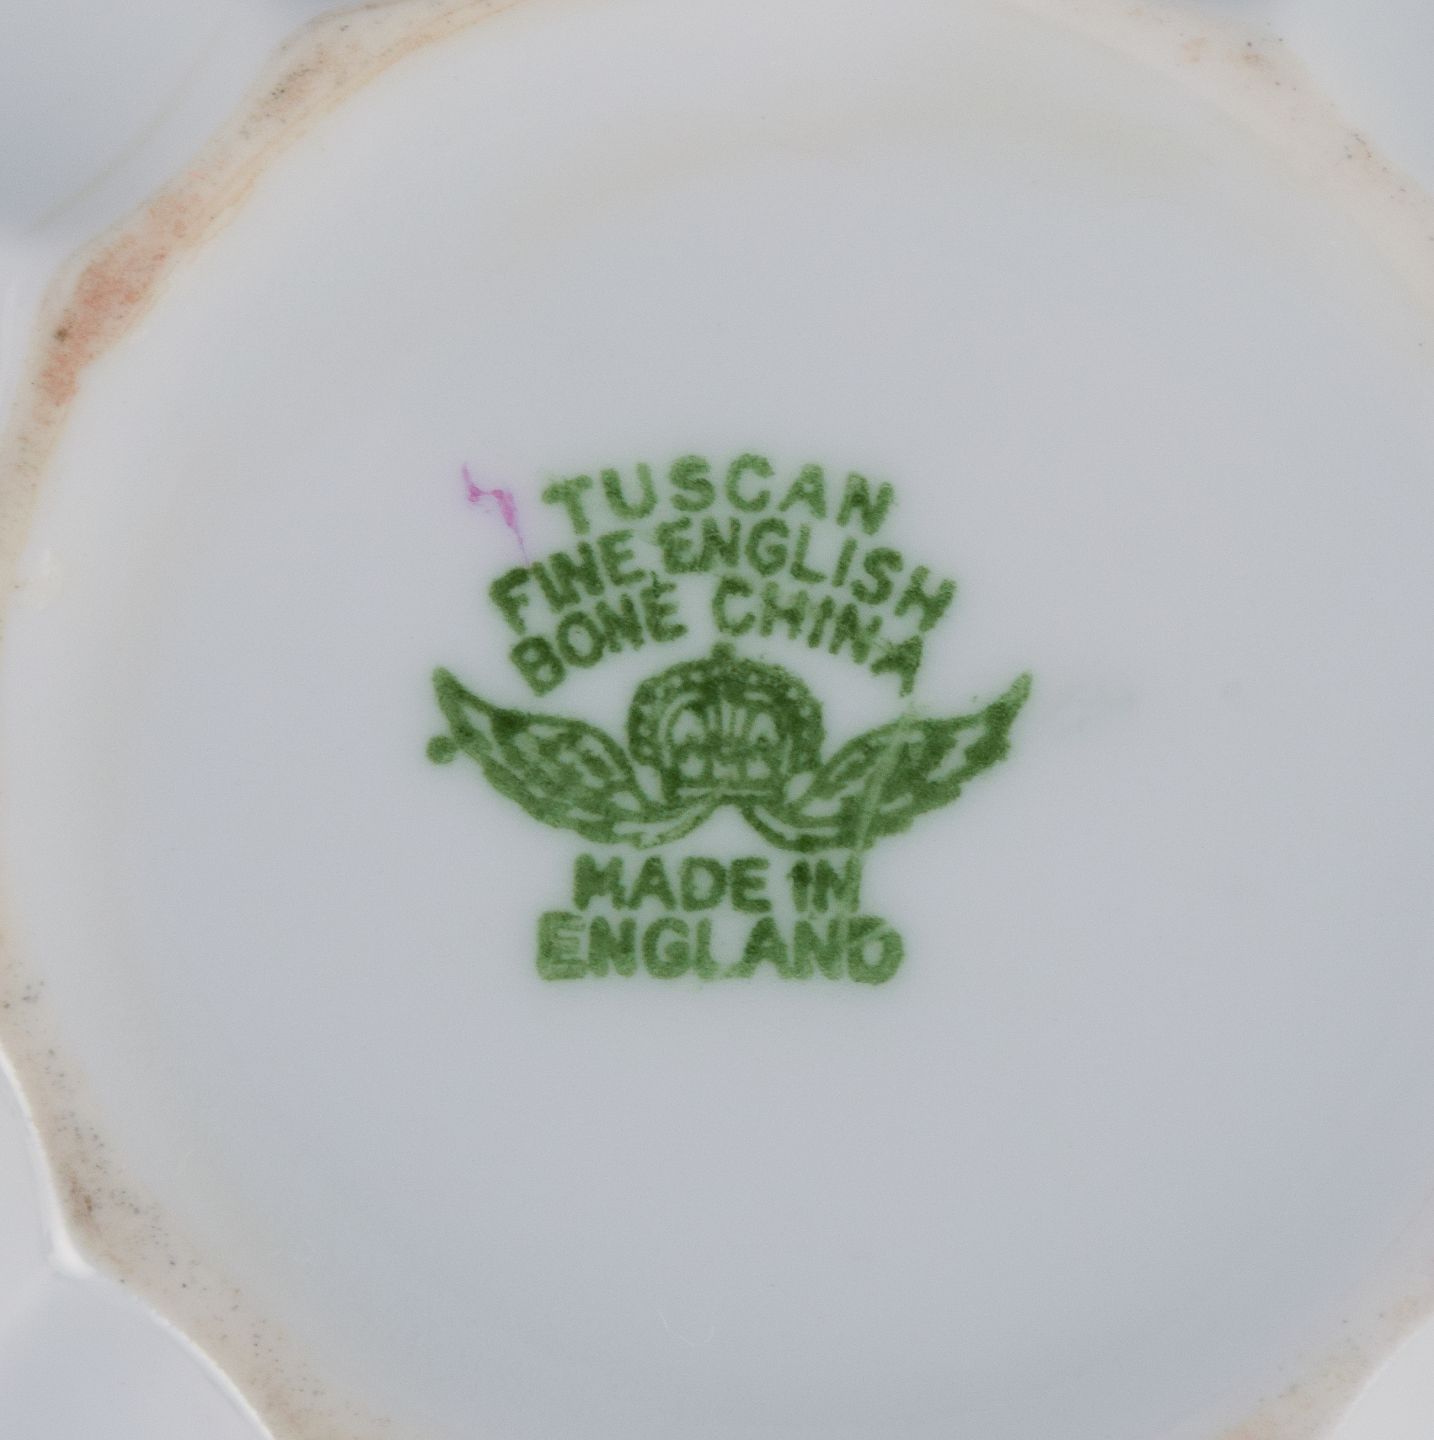 TUSCAN
FINE ENGLISH
BONE CHINA
MADE IN
ENGLAND